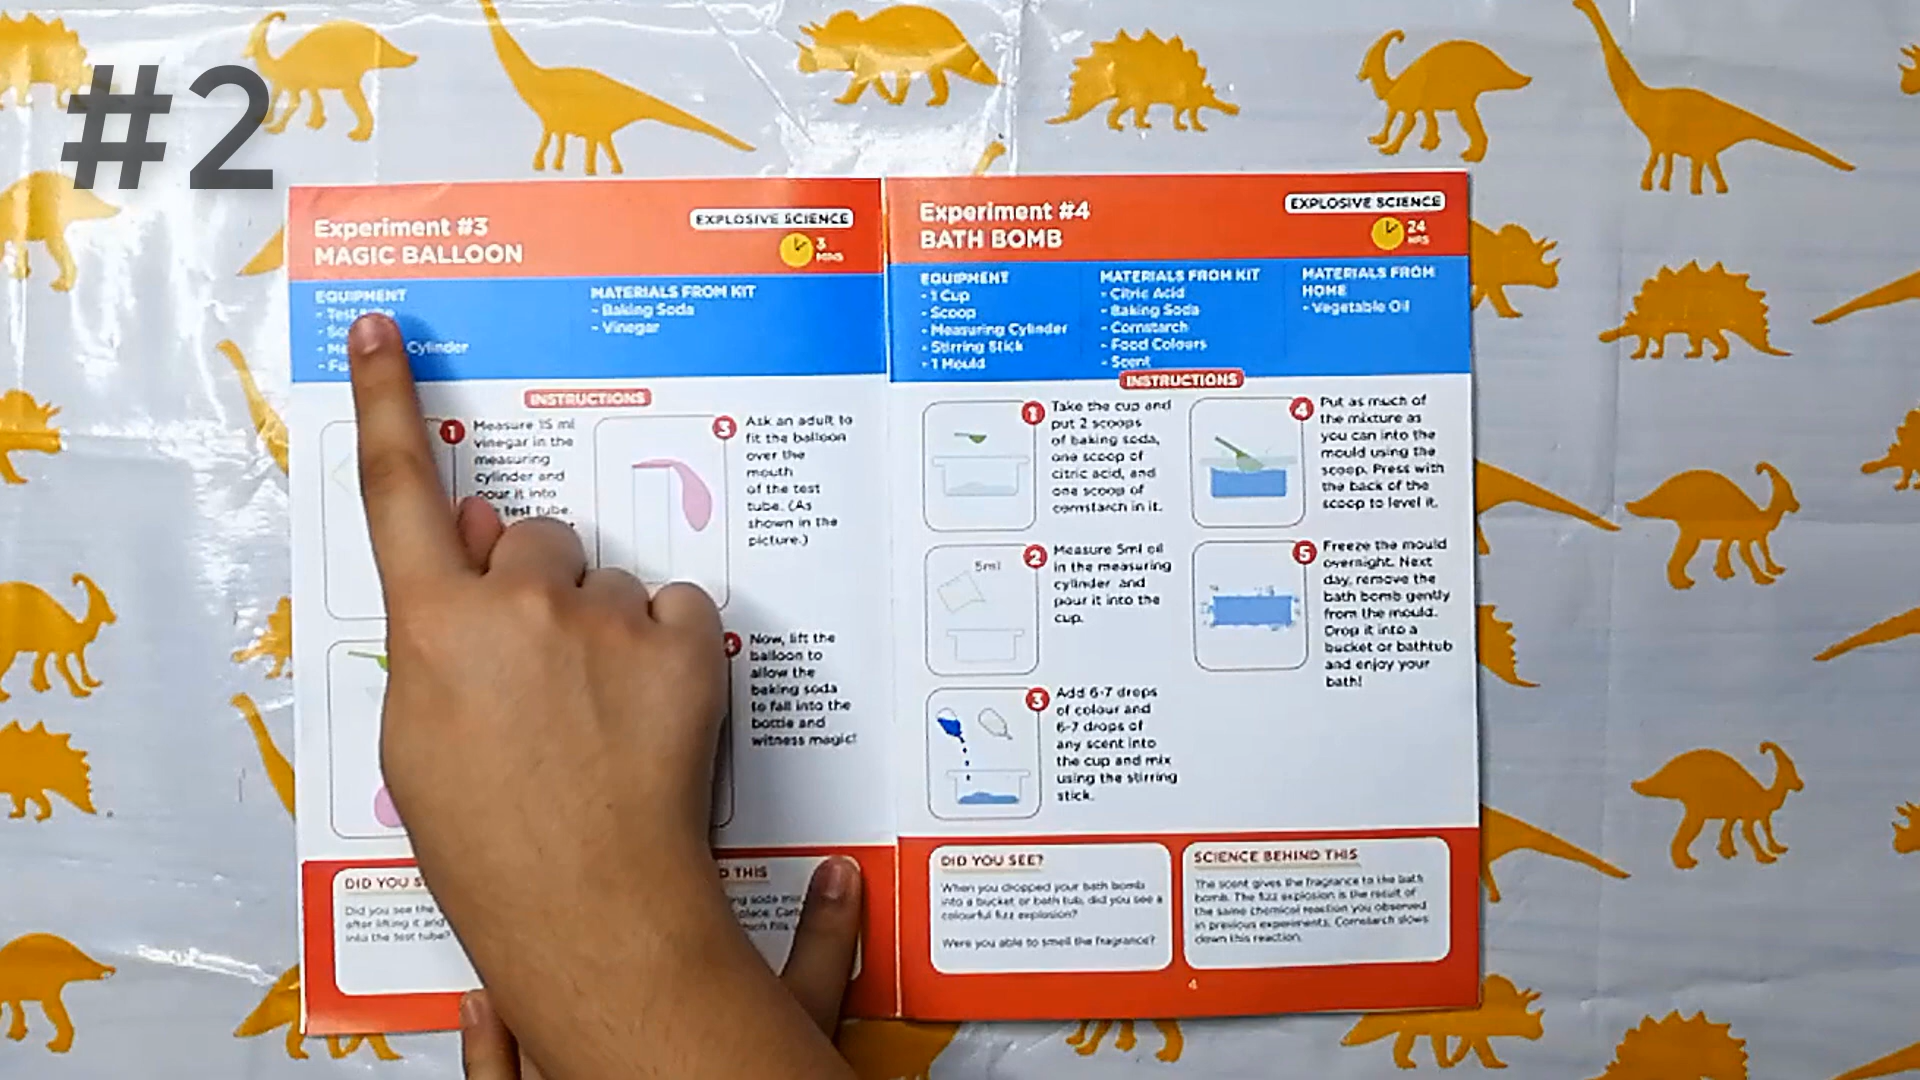 #2
Experiment #3
MAGIC BALLOON
EXPLOSIVE SCIENCE
3
MINS
EQUIPMENT
- Test
-
- Cylinder
-
MATERIALS FROM KIT
- Baking Soda
- Vinegar
INSTRUCTIONS
1
Measure 15 ml
vinegar in the
measuring
cylinder and
pour it into
test tube.
3
Ask an adult to
fit the balloon
over the
mouth
of the test
tube. (As
shown in the
picture.)
Now, lift the
balloon to
allow the
baking soda
to fall into the
bottle and
witness magic!
DID YOU
Did you see the
after lifting it and
into the test tube?
THIS
Experiment #4
BATH BOMB
EXPLOSIVE SCIENCE
24
HRS
EQUIPMENT
- 1 Cup
- Scoop
- Measuring Cylinder
- Stirring Stick
- 1 Mould
MATERIALS FROM KIT
- Citric Acid
- Baking Soda
- Cornstarch
- Food Colours
- Scent
MATERIALS FROM
HOME
- Vegetable Oil
INSTRUCTIONS
1
Take the cup and
put 2 scoops
of baking soda,
one scoop of
citric acid, and
one scoop of
cornstarch in it.
5ml
2
Measure 5ml oil
in the measuring
cylinder and
pour it into the
cup.
3
Add 6-7 drops
of colour and
6-7 drops of
any scent into
the cup and mix
using the stirring
stick.
4
Put as much of
the mixture as
you can into the
mould using the
scoop. Press with
the back of the
scoop to level it.
5
Freeze the mould
overnight. Next
day, remove the
bath bomb gently
from the mould.
Drop it into a
bucket or bathtub
and enjoy your
bath!
DID YOU SEE?
When you dropped your bath bomb
into a bucket or bath tub, did you see a
colourful fizz explosion?
Were you able to smell the fragrance?
SCIENCE BEHIND THIS
The scent gives the fragrance to the bath
bomb. The fizz explosion is the result of
the same chemical reaction you observed
in previous experiments. Cornstarch slows
down this reaction.
4